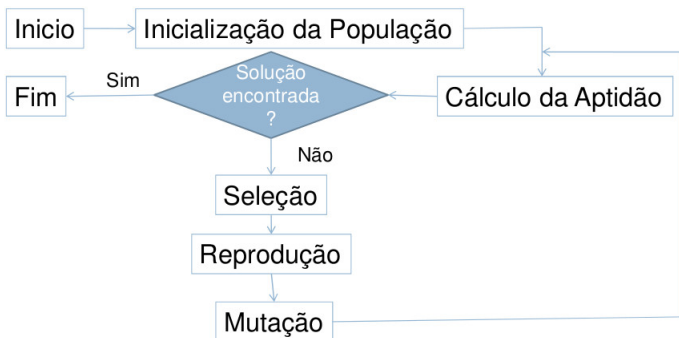 Inicio
Inicialização da População
Fim
Sim
Solução
encontrada
?
Cálculo da Aptidão
Não
Seleção
Reprodução
Mutação